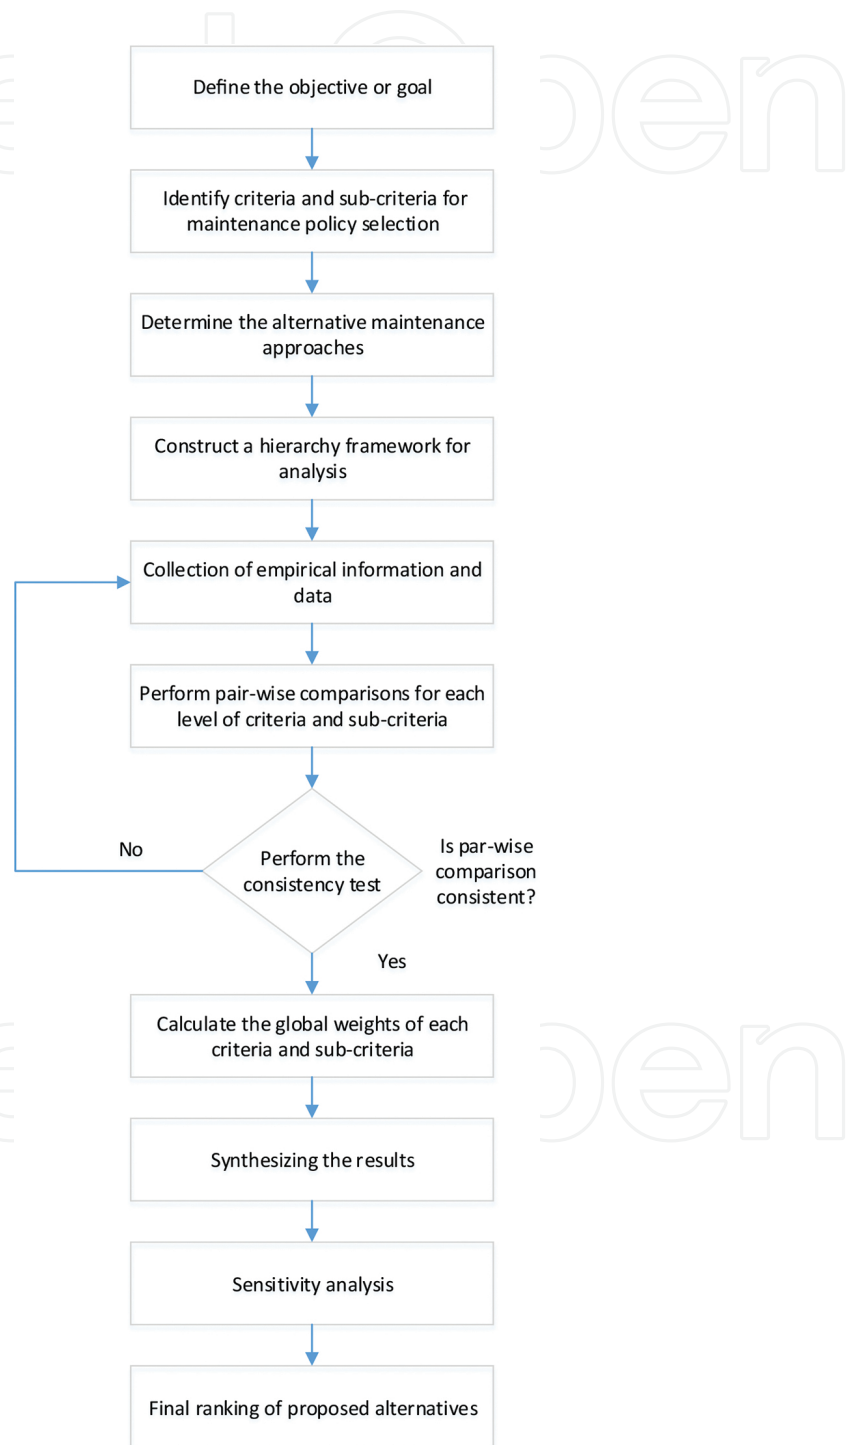 Define the objective or goal
Identify criteria and sub-criteria for
maintenance policy selection
Determine the alternative maintenance
approaches
Construct a hierarchy framework for
analysis
Collection of empirical information and
data
Perform pair-wise comparisons for each
level of criteria and sub-criteria
No
Perform the
consistency test
Is par-wise
comparison
consistent?
Yes
Calculate the global weights of each
criteria and sub-criteria
Synthesizing the results
Sensitivity analysis
Final ranking of proposed alternatives